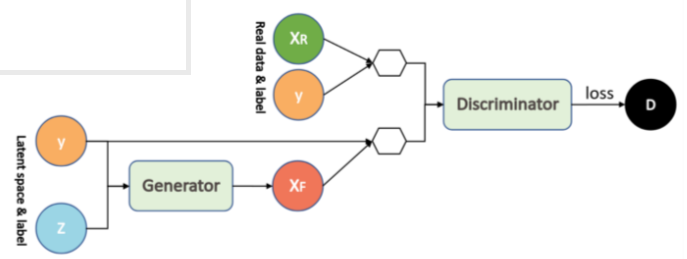 Real data & label
XR
y
Discriminator
loss
D
Latent space & label
y
Generator
XF
Z